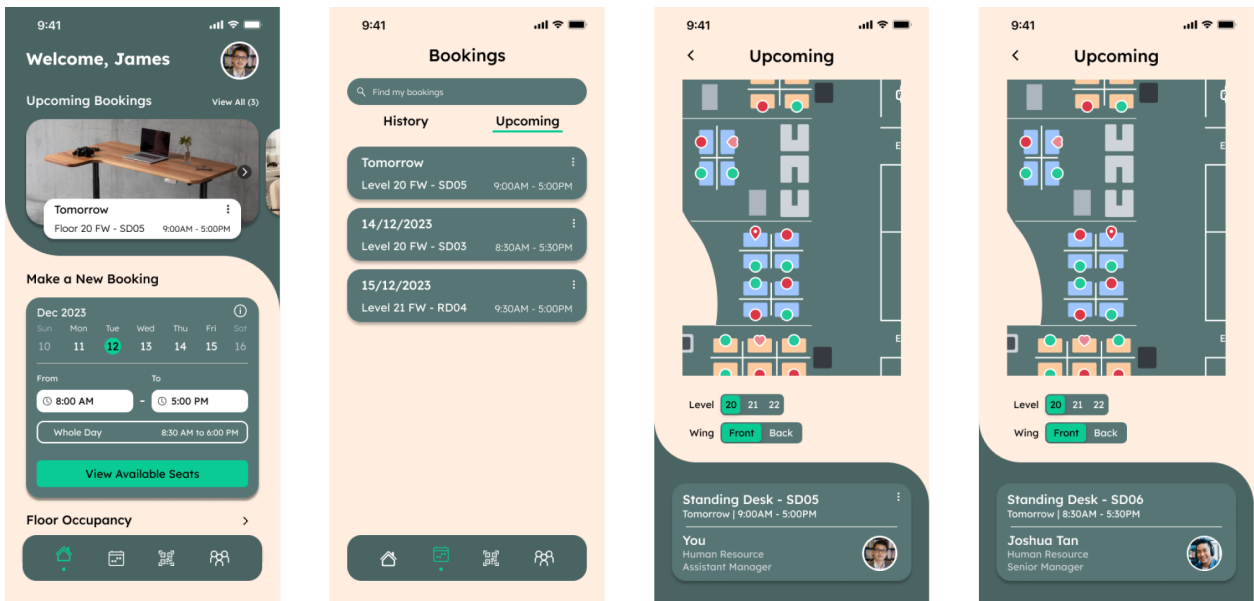 9:41
Welcome, James
Upcoming Bookings View All (3)
Tomorrow
Floor 20 FW - SD05 9:00AM - 5:00PM
Make a New Booking
Dec 2023
Sun Mon Tue Wed Thu Fri Sat
10 11 12 13 14 15 16
From To
8:00 AM - 5:00 PM
Whole Day 8:30 AM to 6:00 PM
View Available Seats
Floor Occupancy
9:41
Bookings
Find my bookings
History Upcoming
Tomorrow
Level 20 FW - SD05 9:00AM - 5:00PM
14/12/2023
Level 20 FW - SD03 8:30AM - 5:30PM
15/12/2023
Level 21 FW - RD04 9:30AM - 5:00PM
9:41
Upcoming
E
E
Level 20 21 22
Wing Front Back
Standing Desk - SD05
Tomorrow | 9:00AM - 5:00PM
You
Human Resource
Assistant Manager
9:41
Upcoming
E
E
Level 20 21 22
Wing Front Back
Standing Desk - SD06
Tomorrow | 8:30AM - 5:30PM
Joshua Tan
Human Resource
Senior Manager